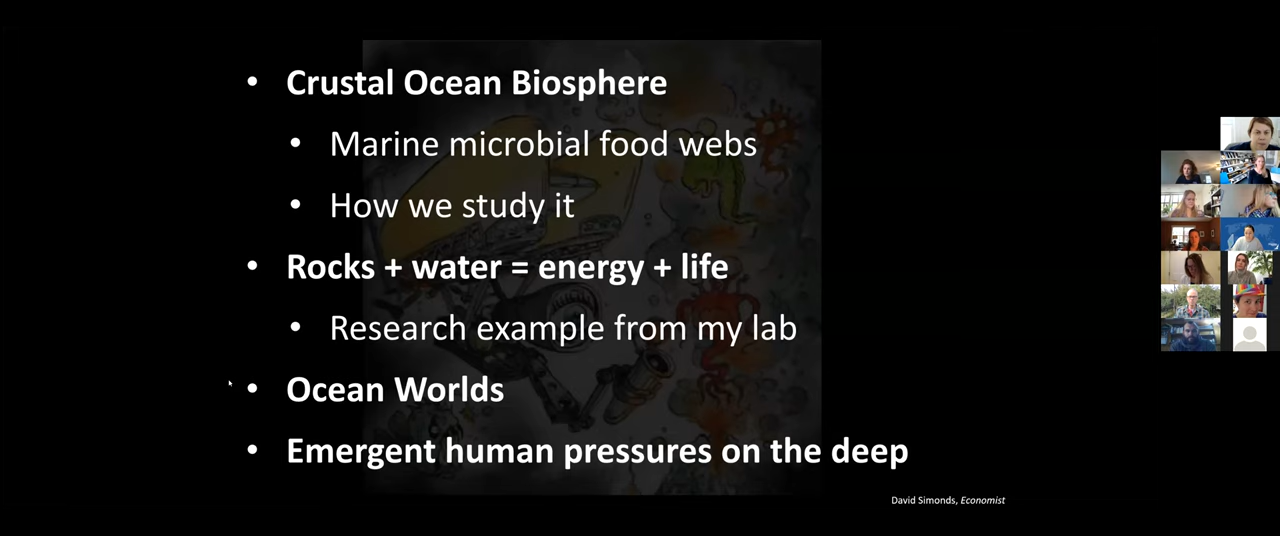 • Crustal Ocean Biosphere
• Marine microbial food webs
• How we study it
• Rocks + water = energy + life
• Research example from my lab
• Ocean Worlds
• Emergent human pressures on the deep
David Simonds, Economist